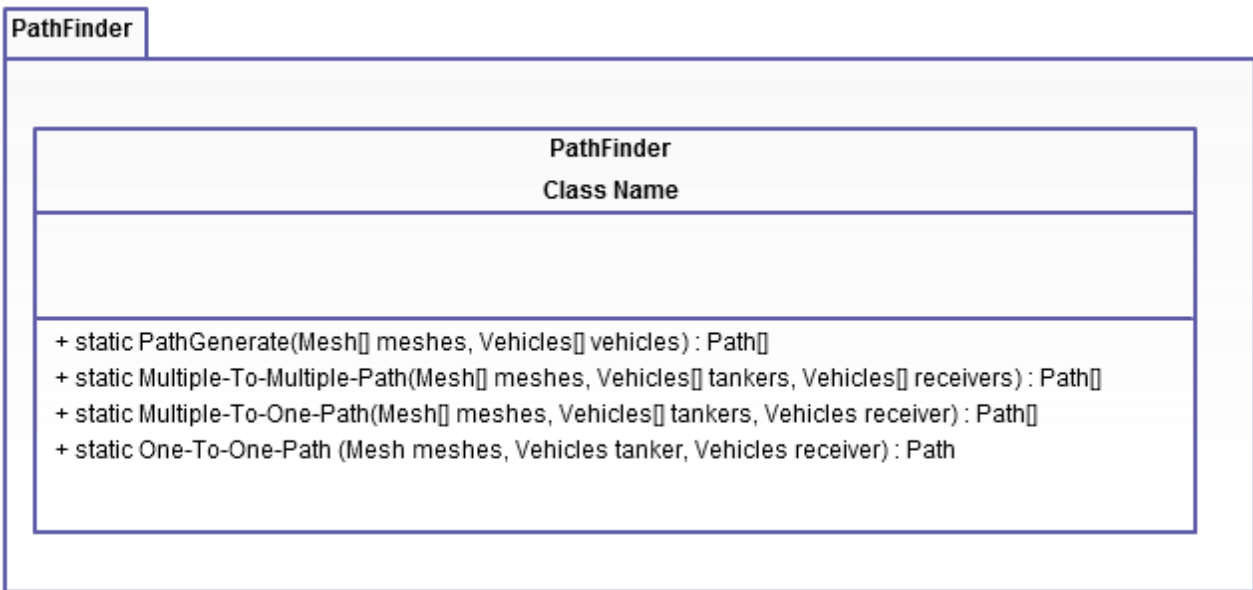 PathFinder
PathFinder
Class Name
+ static PathGenerate(Mesh[] meshes, Vehicles[] vehicles) : Path[]
+ static Multiple-To-Multiple-Path(Mesh[] meshes, Vehicles[] tankers, Vehicles[] receivers) : Path[]
+ static Multiple-To-One-Path(Mesh[] meshes, Vehicles[] tankers, Vehicles receiver) : Path[]
+ static One-To-One-Path (Mesh meshes, Vehicles tanker, Vehicles receiver) : Path